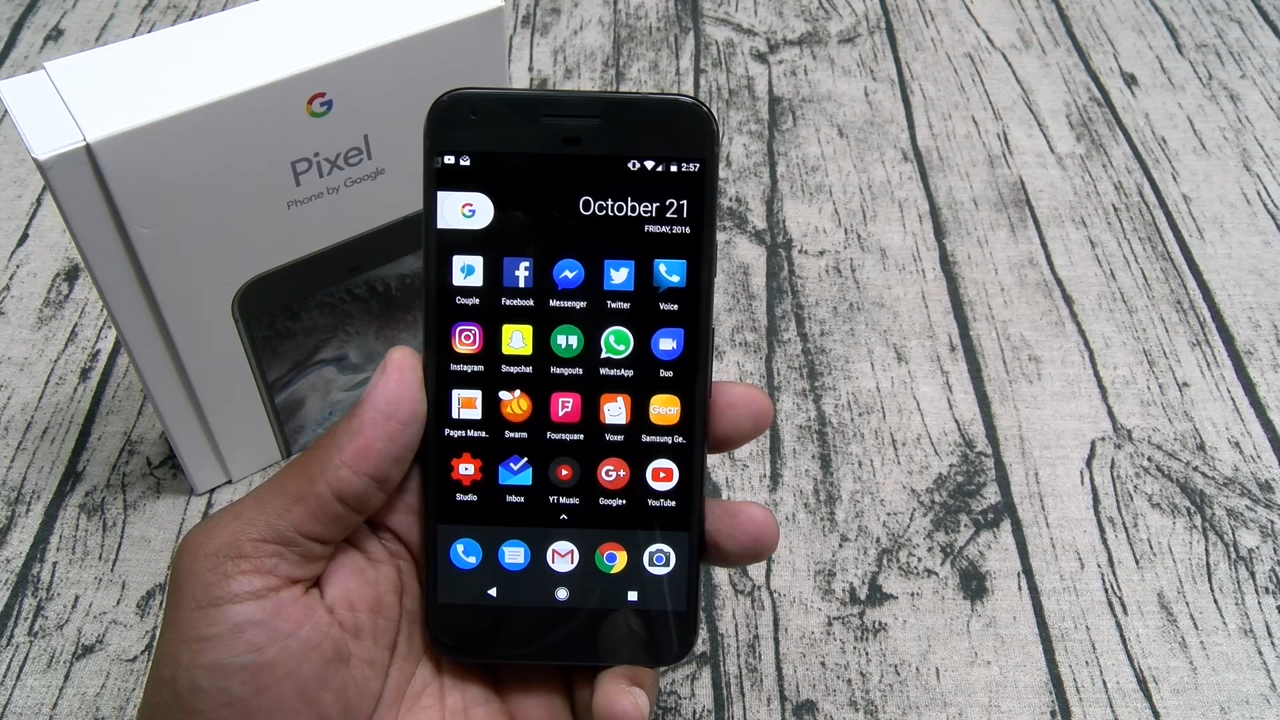 Pixel
Phone by Google
2:57
October 21
FRIDAY, 2016
Couple
Facebook
Messenger
Twitter
Voice
Instagram
Snapchat
Hangouts
WhatsApp
Duo
Pages Mana..
Swarm
Foursquare
Voxer
Gear
Samsung Ge..
Studio
Inbox
YT Music
G+
Google+
YouTube